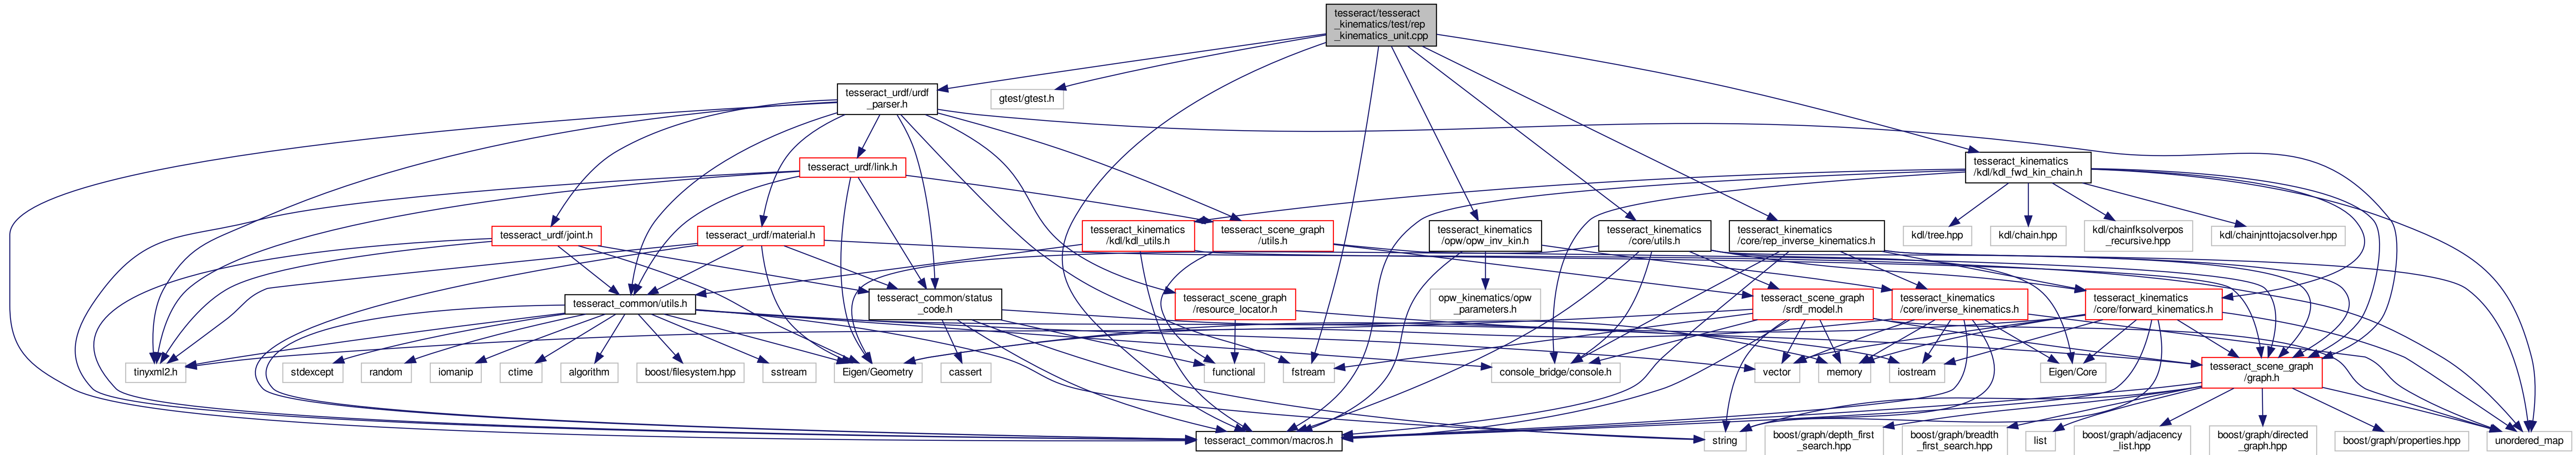 tesseract/tesseract
_kinematics/test/rep
_kinematics_unit.cpp
tesseract_urdf/urdf
_parser.h
gtest/gtest.h
tesseract_urdf/link.h
tesseract_kinematics
/kdl/kdl_fwd_kin_chain.h
tesseract_urdf/joint.h
tesseract_urdf/material.h
tesseract_kinematics
/kdl/kdl_utils.h
tesseract_scene_graph
/utils.h
tesseract_kinematics
/opw/opw_inv_kin.h
tesseract_kinematics
/core/utils.h
tesseract_kinematics
/core/rep_inverse_kinematics.h
kdl/tree.hpp
kdl/chain.hpp
kdl/chainfksolverpos
_recursive.hpp
kdl/chainjnttojacsolver.hpp
tesseract_common/utils.h
tesseract_common/status
_code.h
tesseract_scene_graph
/resource_locator.h
opw_kinematics/opw
_parameters.h
tesseract_scene_graph
/srdf_model.h
tesseract_kinematics
/core/inverse_kinematics.h
tesseract_kinematics
/core/forward_kinematics.h
tinyxml2.h
stdexcept
random
iomanip
ctime
algorithm
boost/filesystem.hpp
sstream
Eigen/Geometry
cassert
functional
fstream
console_bridge/console.h
vector
memory
iostream
Eigen/Core
tesseract_scene_graph
/graph.h
tesseract_common/macros.h
string
boost/graph/depth_first
_search.hpp
boost/graph/breadth
_first_search.hpp
list
boost/graph/adjacency
_list.hpp
boost/graph/directed
_graph.hpp
boost/graph/properties.hpp
unordered_map